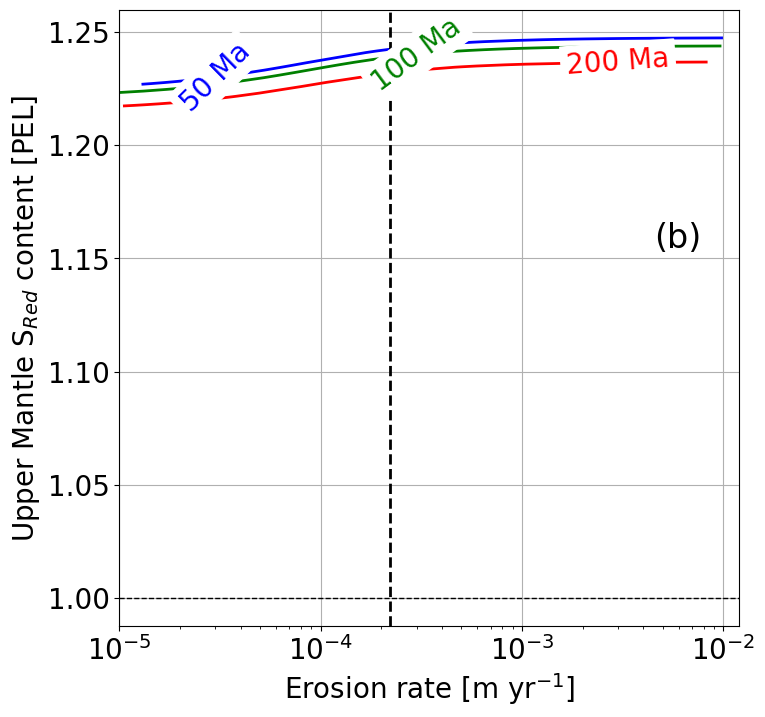 1.25
1.20
1.15
1.10
1.05
1.00
Upper Mantle S_Red content [PEL]
50 Ma
100 Ma
200 Ma
(b)
10⁻⁵ 10⁻⁴ 10⁻³ 10⁻²
Erosion rate [m yr⁻¹]